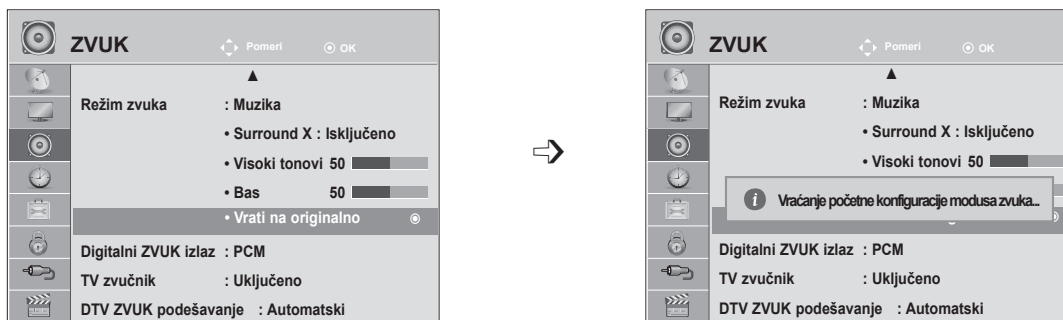 ZVUK Pomeri OK
Režim zvuka : Muzika
• Surround X : Isključeno
• Visoki tonovi 50
• Bas 50
• Vrati na originalno
Digitalni ZVUK izlaz : PCM
TV zvučnik : Uključeno
DTV ZVUK podešavanje : Automatski
ZVUK Pomeri OK
Režim zvuka : Muzika
• Surround X : Isključeno
• Visoki tonovi 50
i Vraćanje početne konfiguracije modusa zvuka...
Digitalni ZVUK izlaz : PCM
TV zvučnik : Uključeno
DTV ZVUK podešavanje : Automatski